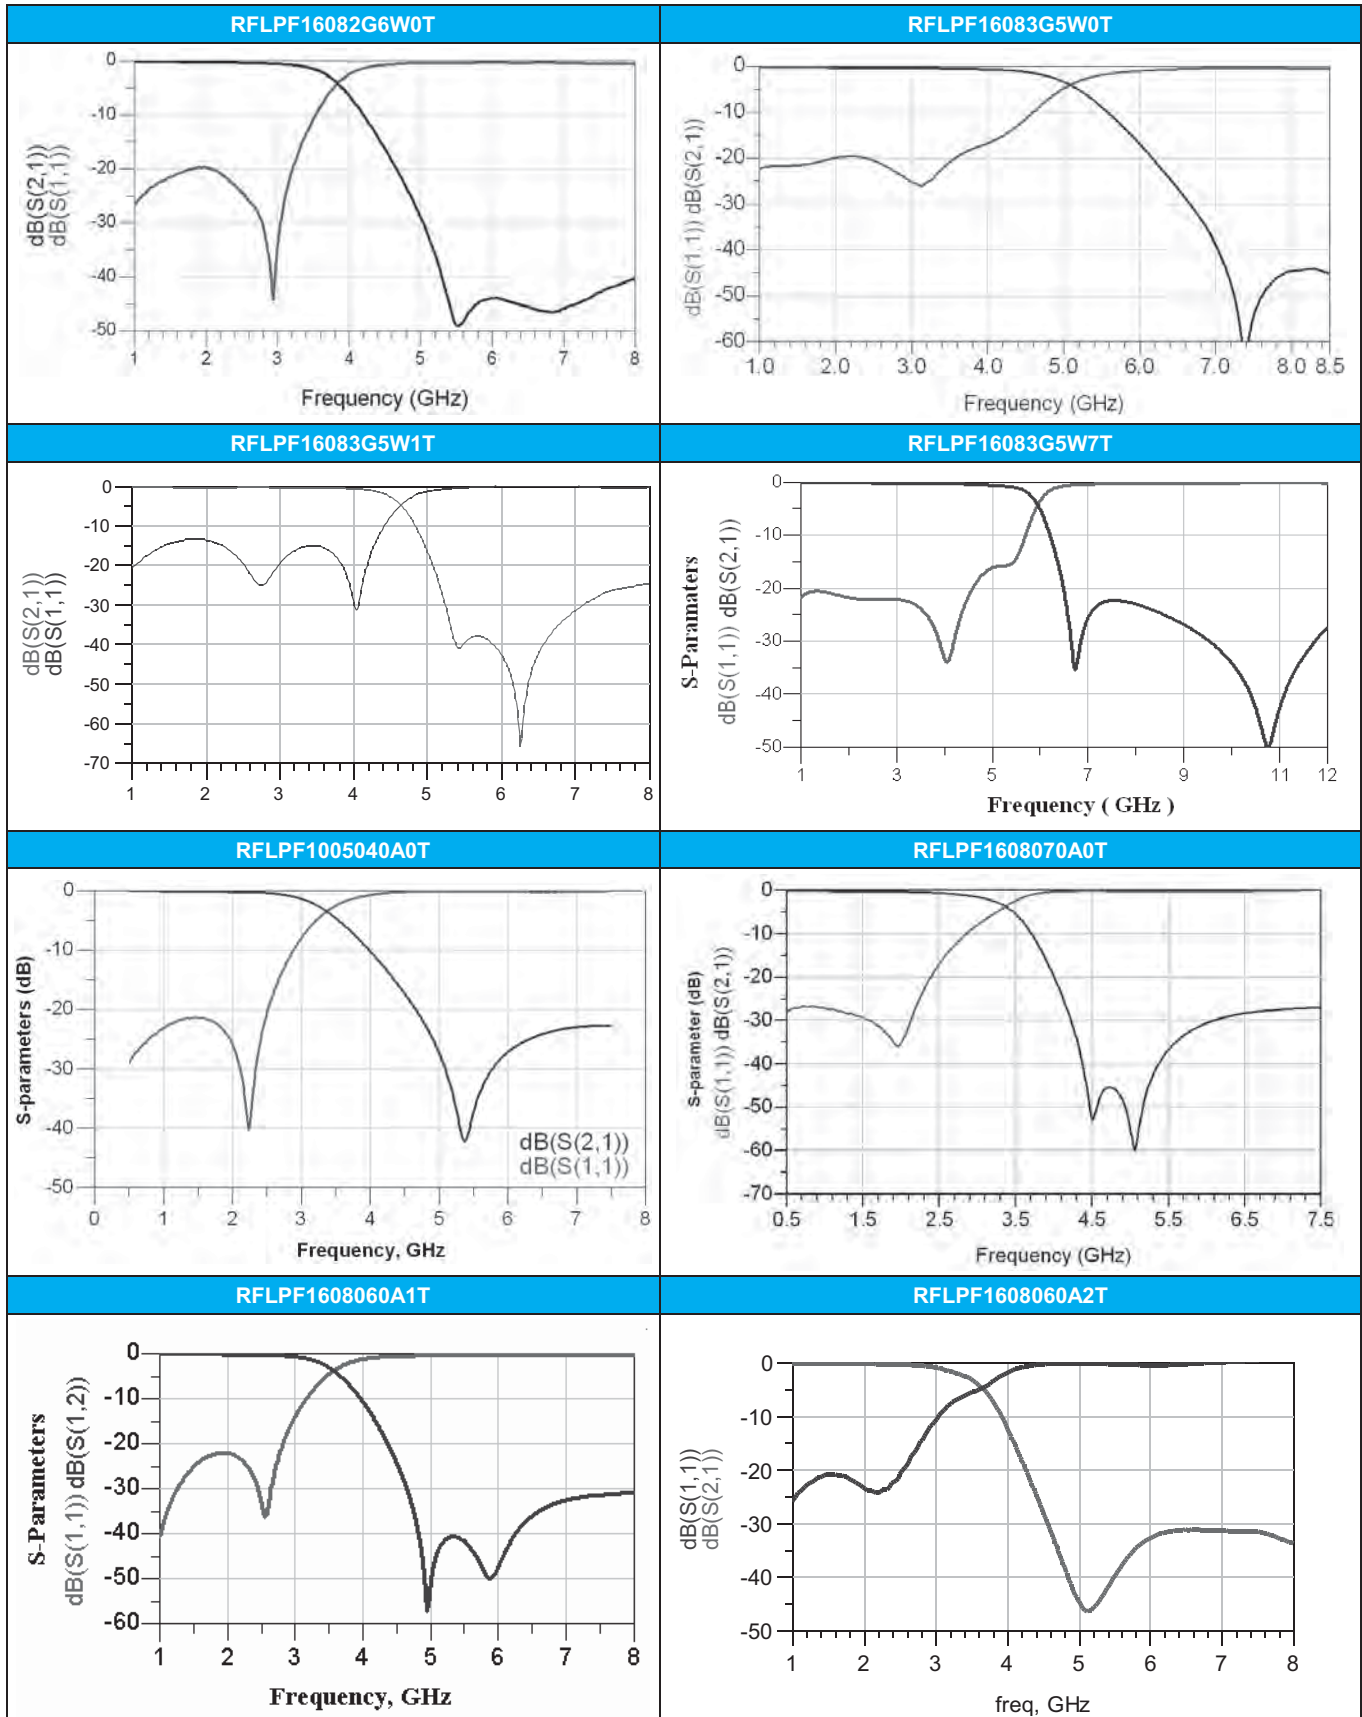 RFLPF16082G6W0T
0
-10
-20
-30
-40
-50
dB(S(2,1))
dB(S(1,1))
1 2 3 4 5 6 7 8
Frequency (GHz)
RFLPF16083G5W0T
0
-10
-20
-30
-40
-50
-60
dB(S(1,1)) dB(S(2,1))
1.0 2.0 3.0 4.0 5.0 6.0 7.0 8.0 8.5
Frequency (GHz)
RFLPF16083G5W1T
0
-10
-20
-30
-40
-50
-60
-70
dB(S(2,1))
dB(S(1,1))
1 2 3 4 5 6 7 8
RFLPF16083G5W7T
0
-10
-20
-30
-40
-50
S-Paramaters
dB(S(1,1)) dB(S(2,1))
1 3 5 7 9 11 12
Frequency ( GHz )
RFLPF1005040A0T
0
-10
-20
-30
-40
-50
S-parameters (dB)
dB(S(2,1))
dB(S(1,1))
0 1 2 3 4 5 6 7 8
Frequency, GHz
RFLPF1608070A0T
0
-10
-20
-30
-40
-50
-60
-70
S-parameter (dB)
dB(S(1,1)) dB(S(2,1))
0.5 1.5 2.5 3.5 4.5 5.5 6.5 7.5
Frequency (GHz)
RFLPF1608060A1T
0
-10
-20
-30
-40
-50
-60
S-Parameters
dB(S(1,1)) dB(S(1,2))
1 2 3 4 5 6 7 8
Frequency, GHz
RFLPF1608060A2T
0
-10
-20
-30
-40
-50
dB(S(1,1))
dB(S(2,1))
1 2 3 4 5 6 7 8
freq, GHz